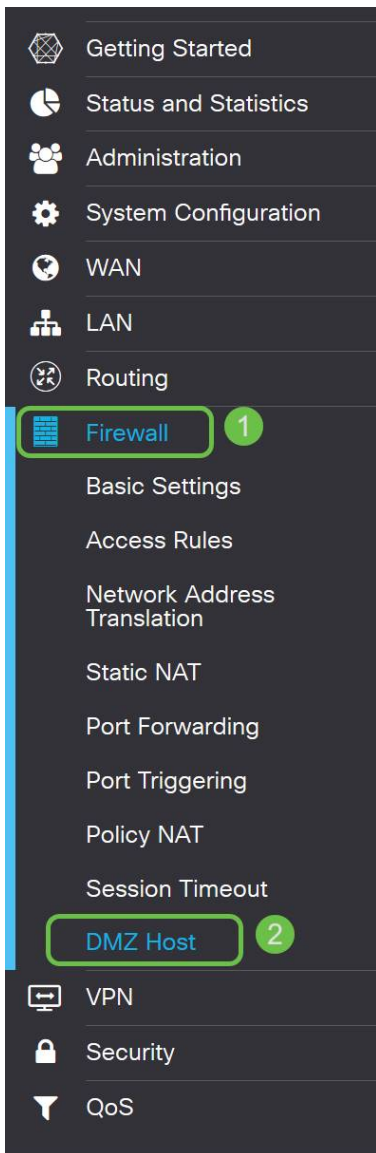 Getting Started
Status and Statistics
Administration
System Configuration
WAN
LAN
Routing
Firewall 1
Basic Settings
Access Rules
Network Address
Translation
Static NAT
Port Forwarding
Port Triggering
Policy NAT
Session Timeout
DMZ Host 2
VPN
Security
QoS